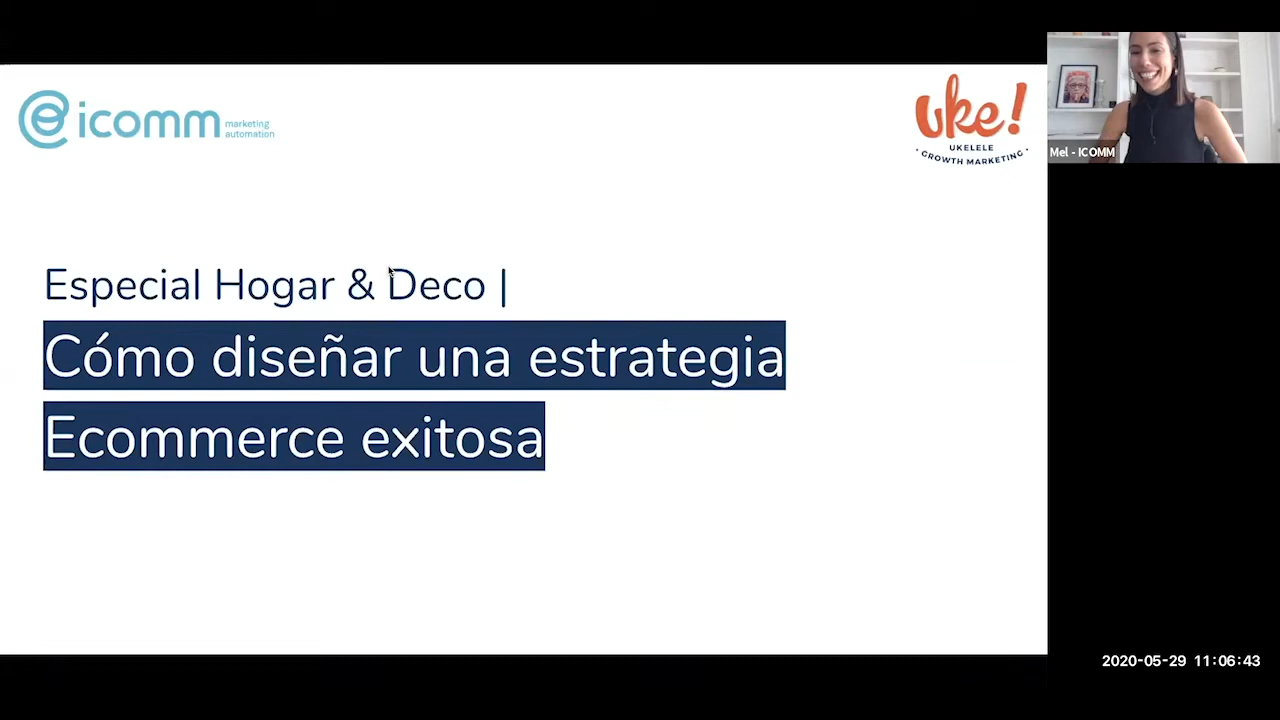 icomm
marketing
automation
uke!
UKELELE
• GROWTH MARKETING •
Mel - ICOMM
Especial Hogar & Deco |
Cómo diseñar una estrategia
Ecommerce exitosa
2020-05-29 11:06:43